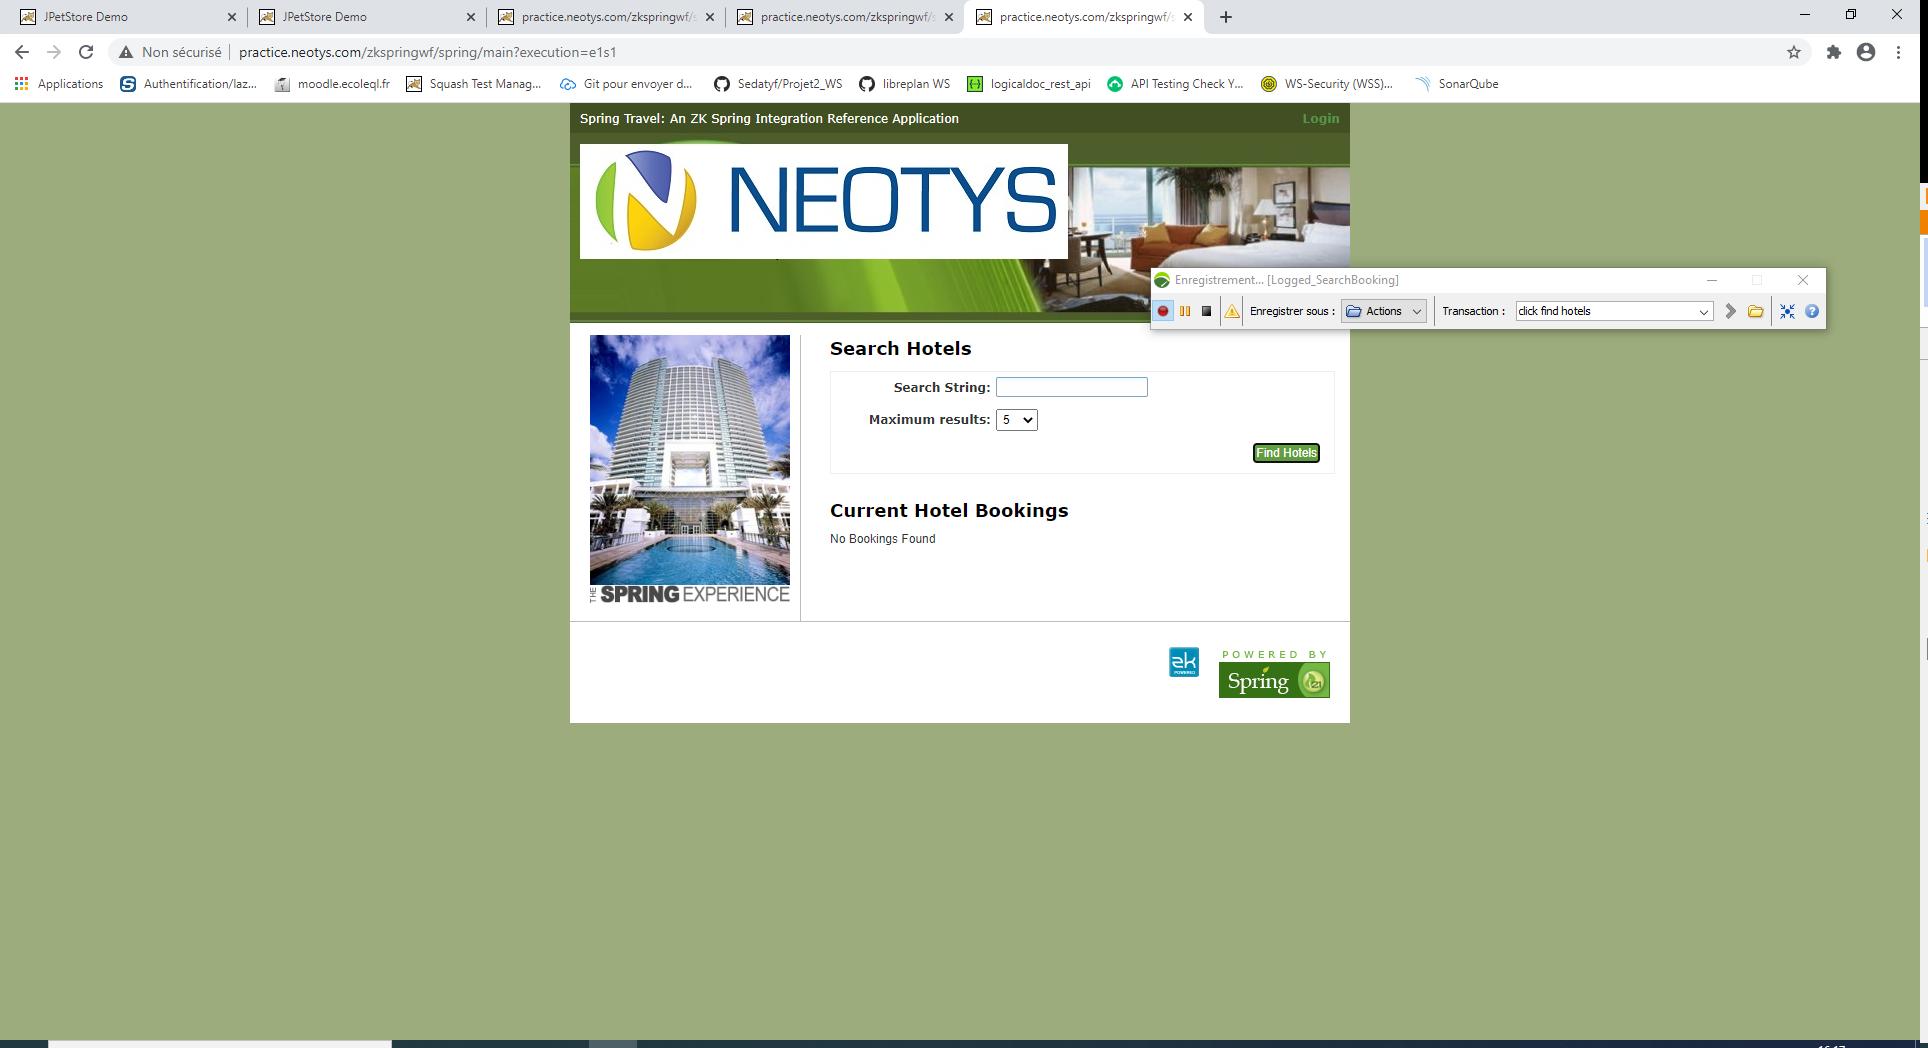 JPetStore Demo
JPetStore Demo
practice.neotys.com/zkspringwf/s
practice.neotys.com/zkspringwf/s
practice.neotys.com/zkspringwf/s
Non sécurisé
practice.neotys.com/zkspringwf/spring/main?execution=e1s1
Applications
Authentification/laz...
moodle.ecoleql.fr
Squash Test Manag...
Git pour envoyer d...
Sedatyf/Projet2_WS
libreplan WS
logicaldoc_rest_api
API Testing Check Y...
WS-Security (WSS)...
SonarQube
Spring Travel: An ZK Spring Integration Reference Application
Login
NEOTYS
Enregistrement... [Logged_SearchBooking]
Enregistrer sous :
Actions
Transaction :
click find hotels
Search Hotels
Search String:
Maximum results:
5
Find Hotels
Current Hotel Bookings
No Bookings Found
THE SPRING EXPERIENCE
zk
POWERED
POWERED BY
Spring